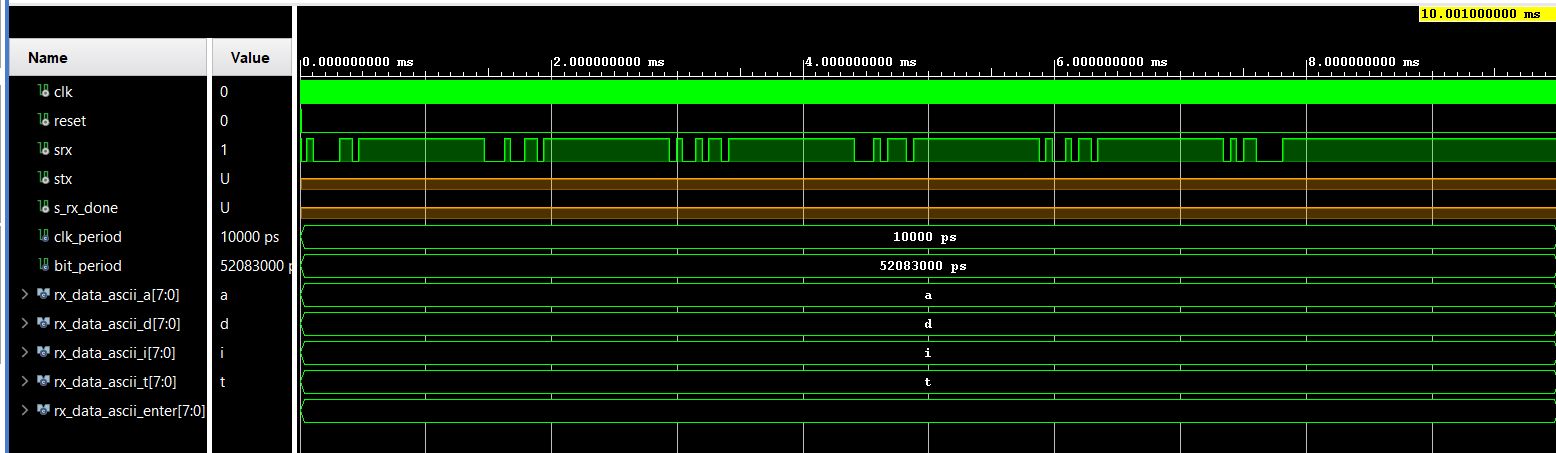 10.001000000 ms
Name Value
0.000000000 ms 2.000000000 ms 4.000000000 ms 6.000000000 ms 8.000000000 ms
clk 0
reset 0
srx 1
stx U
s_rx_done U
clk_period 10000 ps 10000 ps
bit_period 52083000 p 52083000 ps
rx_data_ascii_a[7:0] a a
rx_data_ascii_d[7:0] d d
rx_data_ascii_i[7:0] i i
rx_data_ascii_t[7:0] t t
rx_data_ascii_enter[7:0]